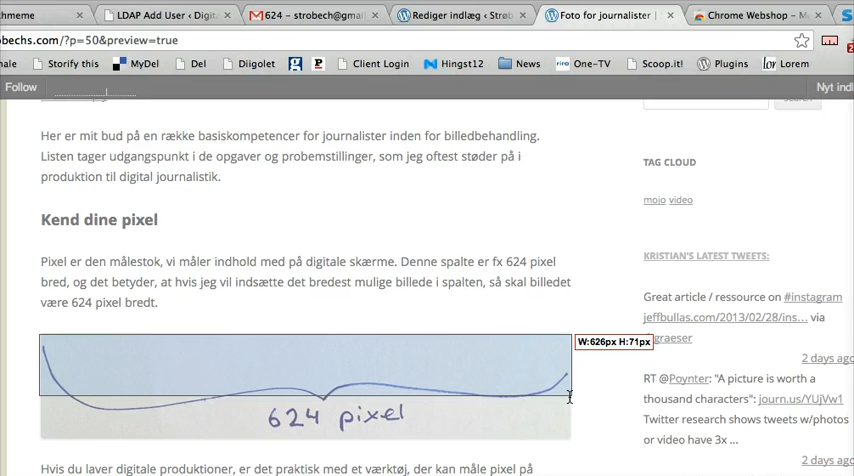 thmeme
LDAP Add User ‹ Digit
624 – strobech@gmail
Rediger indlæg ‹ Strøb
Foto for journalister |
Chrome Webshop – Me
obechs.com/?p=50&preview=true
nale
Storify this
MyDel
Del
Diigolet
Client Login
Hingst12
News
One-TV
Scoop.it!
Plugins
Lorem
Follow
Nyt indl
search
Her er mit bud på en række basiskompetencer for journalister inden for billedbehandling.
Listen tager udgangspunkt i de opgaver og probemstillinger, som jeg oftest støder på i
produktion til digital journalistik.
Kend dine pixel
Pixel er den målestok, vi måler indhold med på digitale skærme. Denne spalte er fx 624 pixel
bred, og det betyder, at hvis jeg vil indsætte det bredest mulige billede i spalten, så skal billedet
være 624 pixel bredt.
W:626px H:71px
624 pixel
Hvis du laver digitale produktioner, er det praktisk med et værktøj, der kan måle pixel på
TAG CLOUD
mojo video
KRISTIAN'S LATEST TWEETS:
Great article / ressource on #instagram
jeffbullas.com/2013/02/28/ins… via
graeser
2 days ago
RT @Poynter: "A picture is worth a
thousand characters": journ.us/YUjVw1
Twitter research shows tweets w/photos
or video have 3x ...
2 days ago